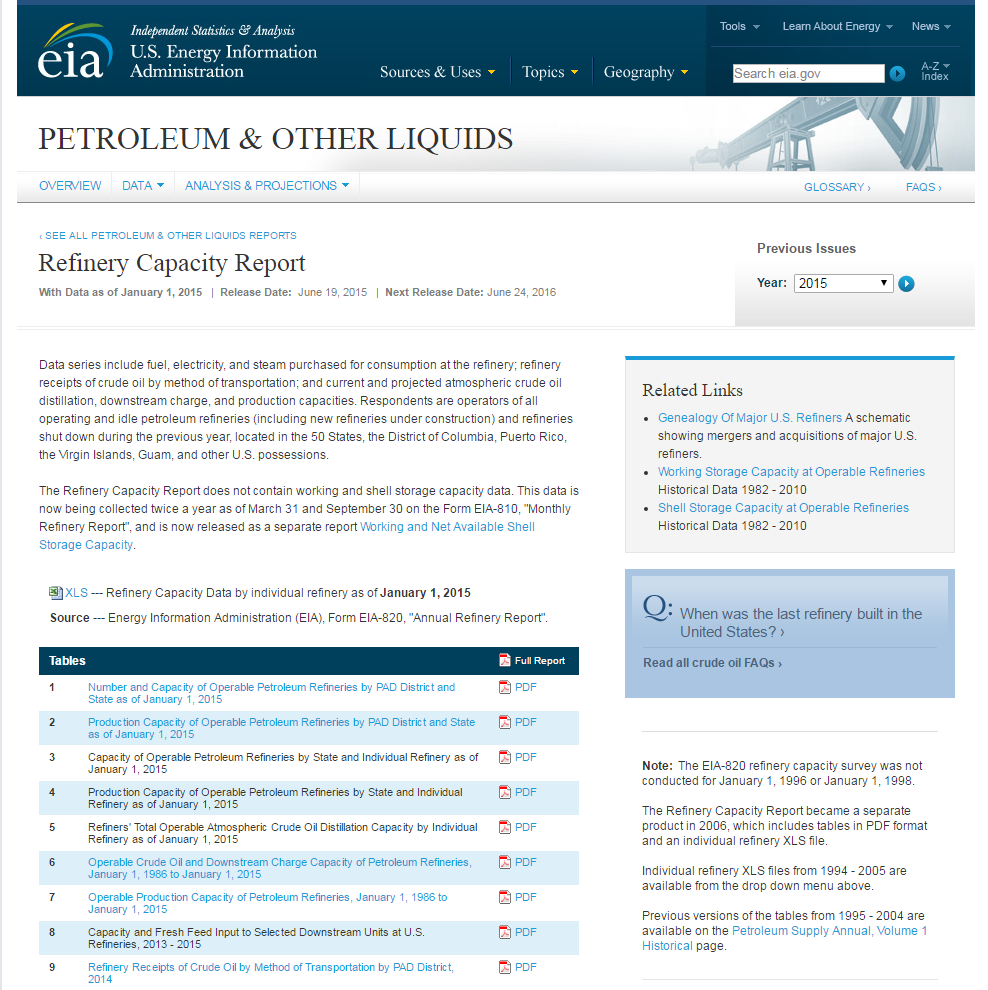 Independent Statistics & Analysis
U.S. Energy Information
Administration
eia
Sources & Uses
Topics
Geography
Tools
Learn About Energy
News
Search eia.gov
A-Z
Index
PETROLEUM & OTHER LIQUIDS
OVERVIEW
DATA
ANALYSIS & PROJECTIONS
GLOSSARY ›
FAQS ›
‹ SEE ALL PETROLEUM & OTHER LIQUIDS REPORTS
Refinery Capacity Report
With Data as of January 1, 2015 | Release Date: June 19, 2015 | Next Release Date: June 24, 2016
Previous Issues
Year: 2015
Data series include fuel, electricity, and steam purchased for consumption at the refinery; refinery
receipts of crude oil by method of transportation; and current and projected atmospheric crude oil
distillation, downstream charge, and production capacities. Respondents are operators of all
operating and idle petroleum refineries (including new refineries under construction) and refineries
shut down during the previous year, located in the 50 States, the District of Columbia, Puerto Rico,
the Virgin Islands, Guam, and other U.S. possessions.
The Refinery Capacity Report does not contain working and shell storage capacity data. This data is
now being collected twice a year as of March 31 and September 30 on the Form EIA-810, "Monthly
Refinery Report", and is now released as a separate report Working and Net Available Shell
Storage Capacity.
XLS --- Refinery Capacity Data by individual refinery as of January 1, 2015
Source --- Energy Information Administration (EIA), Form EIA-820, "Annual Refinery Report".
Tables Full Report
1 Number and Capacity of Operable Petroleum Refineries by PAD District and PDF
State as of January 1, 2015
2 Production Capacity of Operable Petroleum Refineries by PAD District and State PDF
as of January 1, 2015
3 Capacity of Operable Petroleum Refineries by State and Individual Refinery as of PDF
January 1, 2015
4 Production Capacity of Operable Petroleum Refineries by State and Individual PDF
Refinery as of January 1, 2015
5 Refiners' Total Operable Atmospheric Crude Oil Distillation Capacity by Individual PDF
Refinery as of January 1, 2015
6 Operable Crude Oil and Downstream Charge Capacity of Petroleum Refineries, PDF
January 1, 1986 to January 1, 2015
7 Operable Production Capacity of Petroleum Refineries, January 1, 1986 to PDF
January 1, 2015
8 Capacity and Fresh Feed Input to Selected Downstream Units at U.S. PDF
Refineries, 2013 - 2015
9 Refinery Receipts of Crude Oil by Method of Transportation by PAD District, PDF
2014
Related Links
• Genealogy Of Major U.S. Refiners A schematic
showing mergers and acquisitions of major U.S.
refiners.
• Working Storage Capacity at Operable Refineries
Historical Data 1982 - 2010
• Shell Storage Capacity at Operable Refineries
Historical Data 1982 - 2010
Q: When was the last refinery built in the
United States? ›
Read all crude oil FAQs ›
Note: The EIA-820 refinery capacity survey was not
conducted for January 1, 1996 or January 1, 1998.
The Refinery Capacity Report became a separate
product in 2006, which includes tables in PDF format
and an individual refinery XLS file.
Individual refinery XLS files from 1994 - 2005 are
available from the drop down menu above.
Previous versions of the tables from 1995 - 2004 are
available on the Petroleum Supply Annual, Volume 1
Historical page.